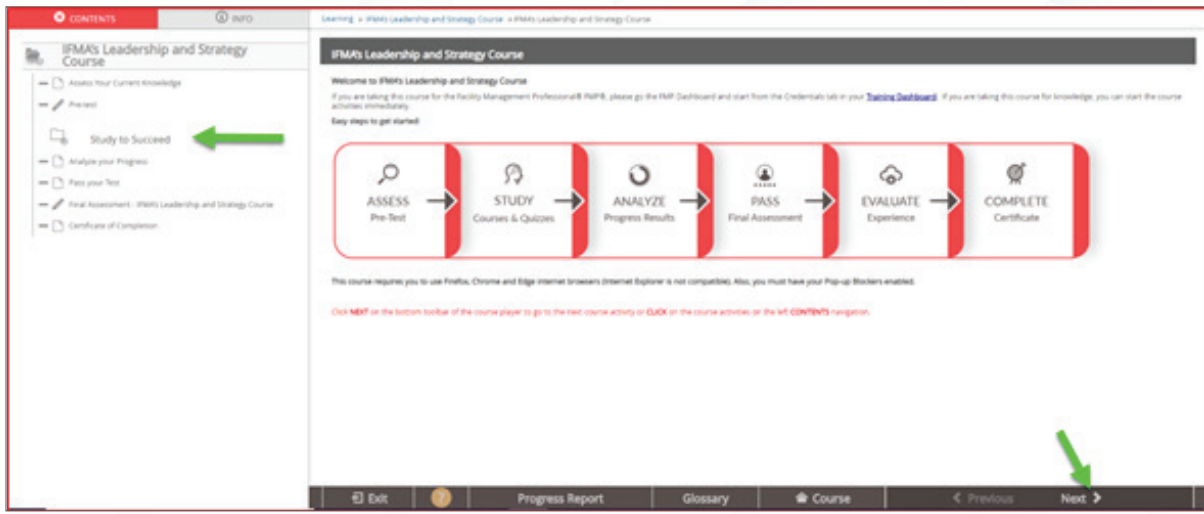 CONTENTS
INFO
IFMA's Leadership and Strategy
Course
Assess Your Current Knowledge
Pre-test
Study to Succeed
Analyze your Progress
Pass your Test
Final Assessment - IFMA's Leadership and Strategy Course
Certificate of Completion
Learning » IFMA's Leadership and Strategy Course » IFMA's Leadership and Strategy Course
IFMA's Leadership and Strategy Course
Welcome to IFMA's Leadership and Strategy Course
If you are taking this course for the Facility Management Professional® FMP®, please go the FMP Dashboard and start from the Credentials tab in your Training Dashboard. If you are taking this course for knowledge, you can start the course
activities immediately.
Easy steps to get started!
ASSESS
Pre-Test
STUDY
Courses & Quizzes
ANALYZE
Progress Results
PASS
Final Assessment
EVALUATE
Experience
COMPLETE
Certificate
This course requires you to use Firefox, Chrome and Edge internet browsers (Internet Explorer is not compatible). Also, you must have your Pop-up Blockers enabled.
Click NEXT on the bottom toolbar of the course player to go to the next course activity or CLICK on the course activities on the left CONTENTS navigation.
Exit
?
Progress Report
Glossary
Course
Previous
Next